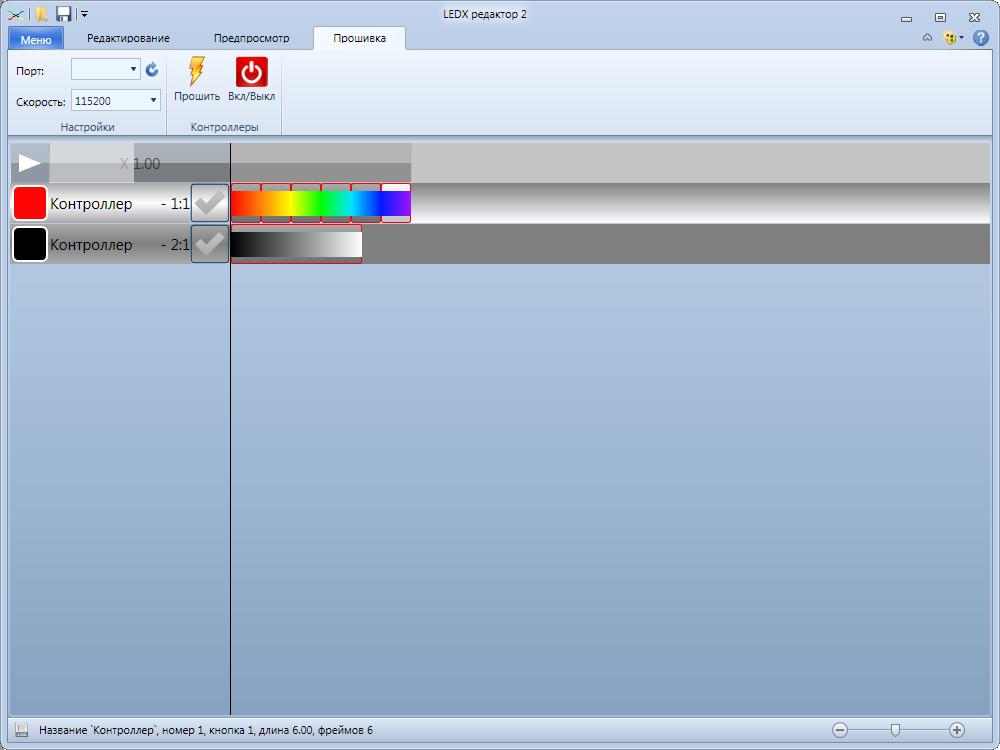 LEDX редактор 2
Меню Редактирование Предпросмотр Прошивка
Порт:
Скорость: 115200
Прошить Вкл/Выкл
Настройки Контроллеры
X 1.00
Контроллер - 1:1
Контроллер - 2:1
Название `Контроллер`, номер 1, кнопка 1, длина 6.00, фреймов 6